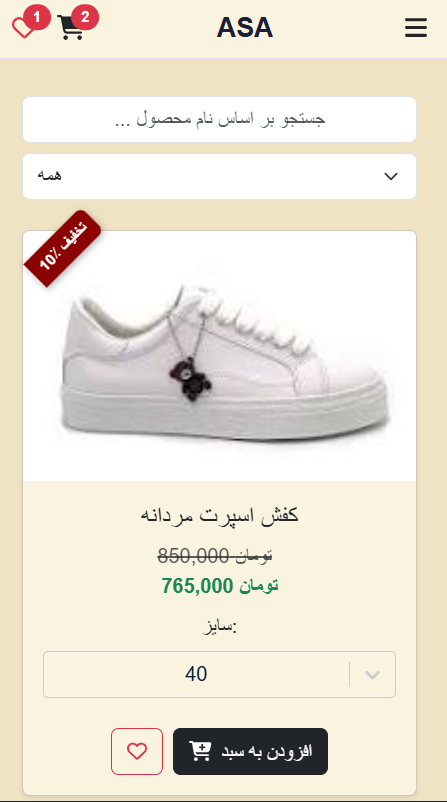 1
2
ASA
جستجو بر اساس نام محصول ...
همه
10٪ تخفیف
کفش اسپرت مردانه
850,000 تومان
765,000 تومان
سایز:
40
افزودن به سبد